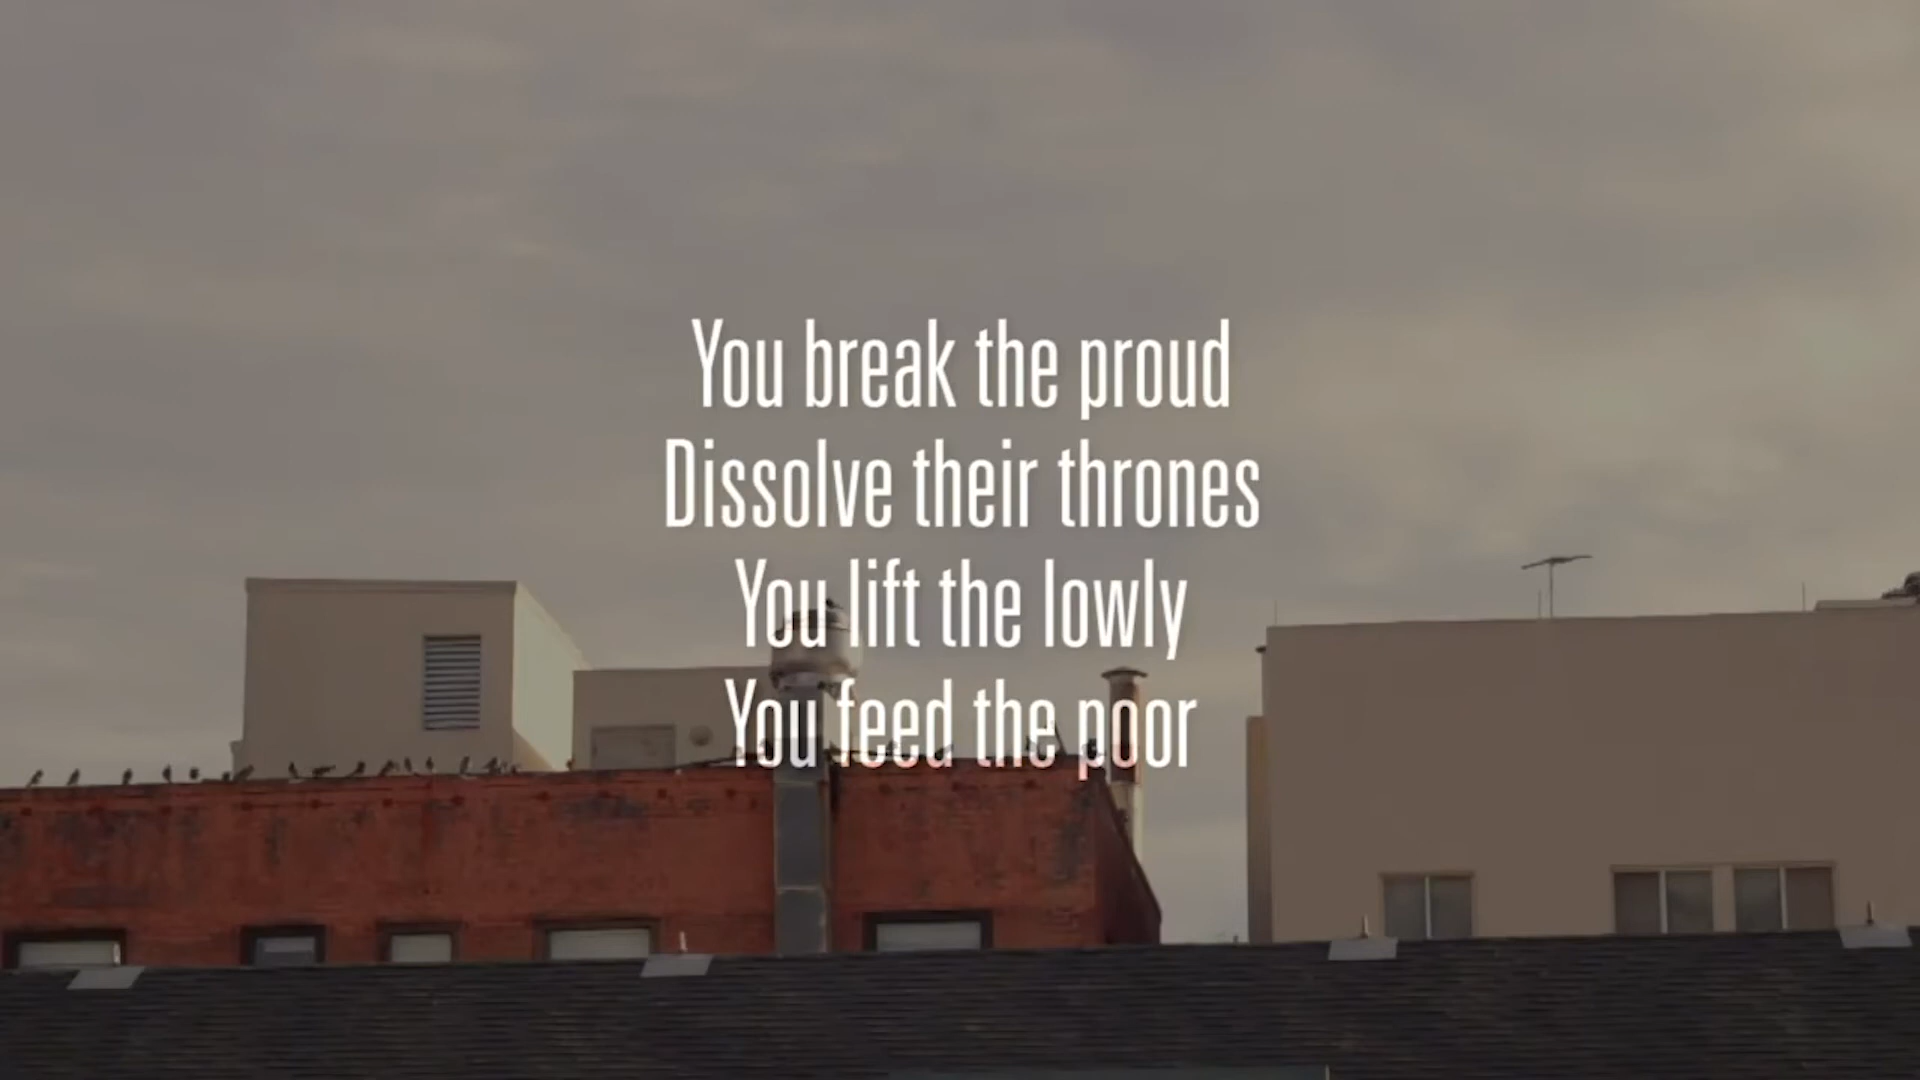 You break the proud
Dissolve their thrones
You lift the lowly
You feed the poor